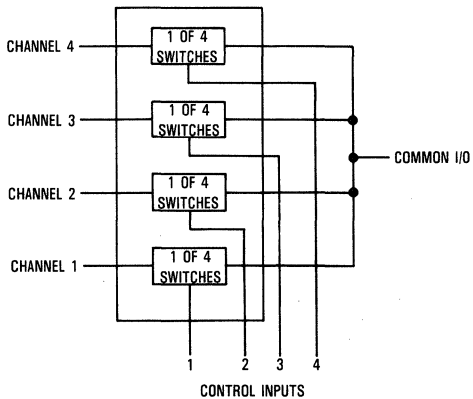 CHANNEL 4
1 OF 4
SWITCHES
CHANNEL 3
1 OF 4
SWITCHES
COMMON I/O
CHANNEL 2
1 OF 4
SWITCHES
CHANNEL 1
1 OF 4
SWITCHES
1 2 3 4
CONTROL INPUTS